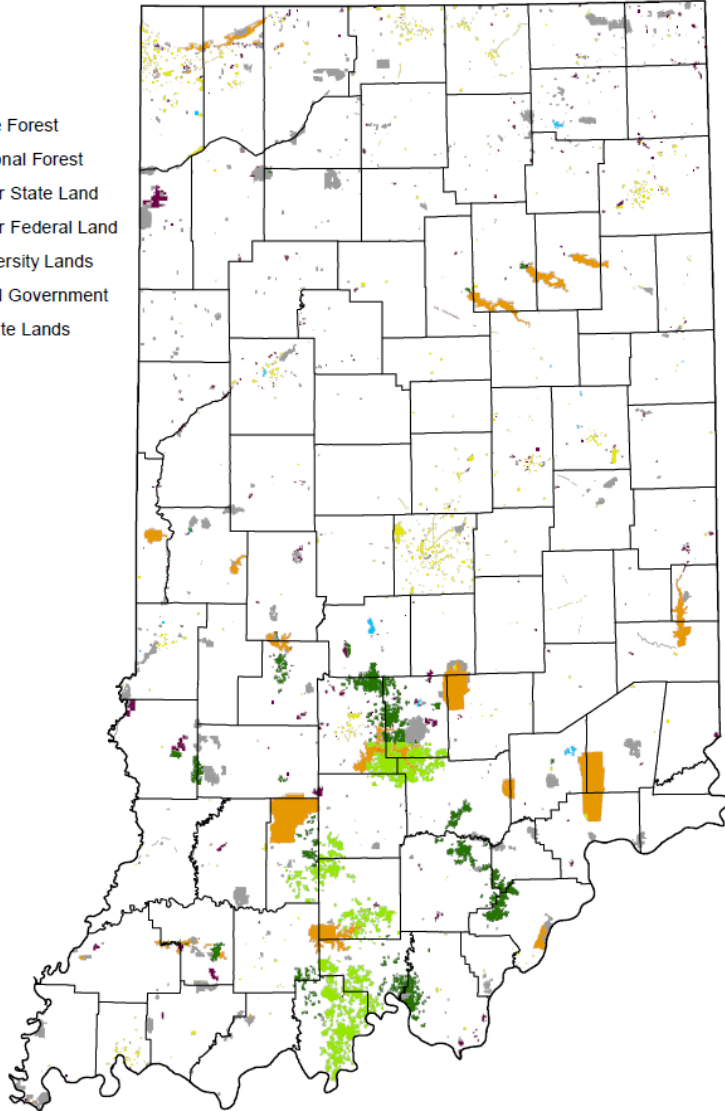 e Forest
onal Forest
r State Land
r Federal Land
ersity Lands
l Government
te Lands